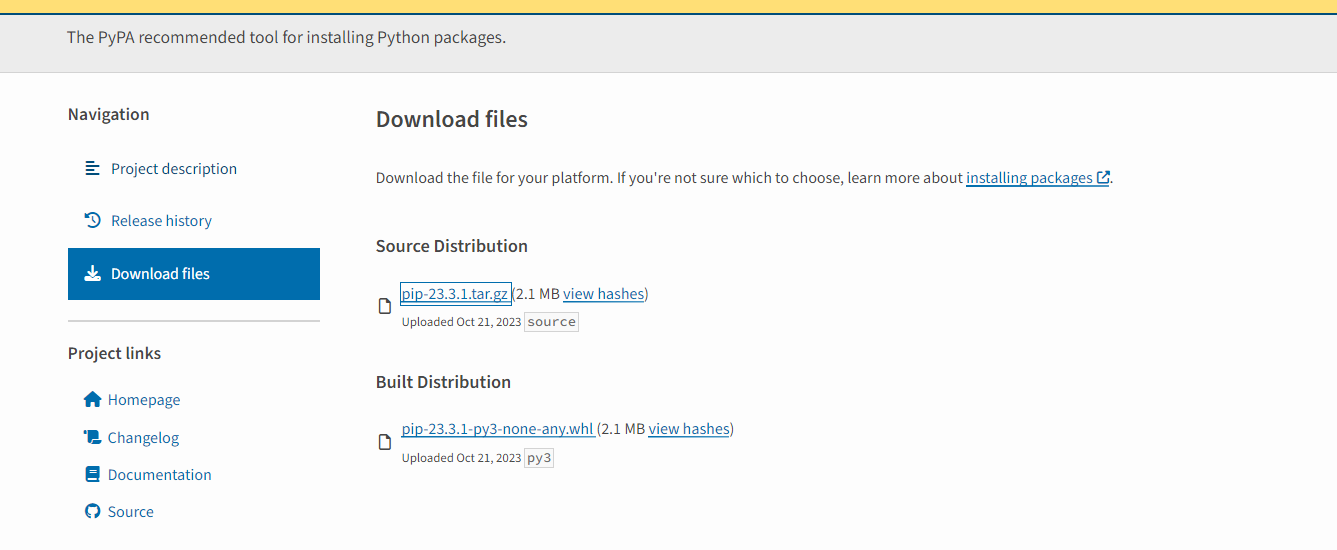 The PyPA recommended tool for installing Python packages.
Navigation
Project description
Release history
Download files
Project links
Homepage
Changelog
Documentation
Source
Download files
Download the file for your platform. If you're not sure which to choose, learn more about installing packages.
Source Distribution
pip-23.3.1.tar.gz (2.1 MB view hashes)
Uploaded Oct 21, 2023 source
Built Distribution
pip-23.3.1-py3-none-any.whl (2.1 MB view hashes)
Uploaded Oct 21, 2023 py3